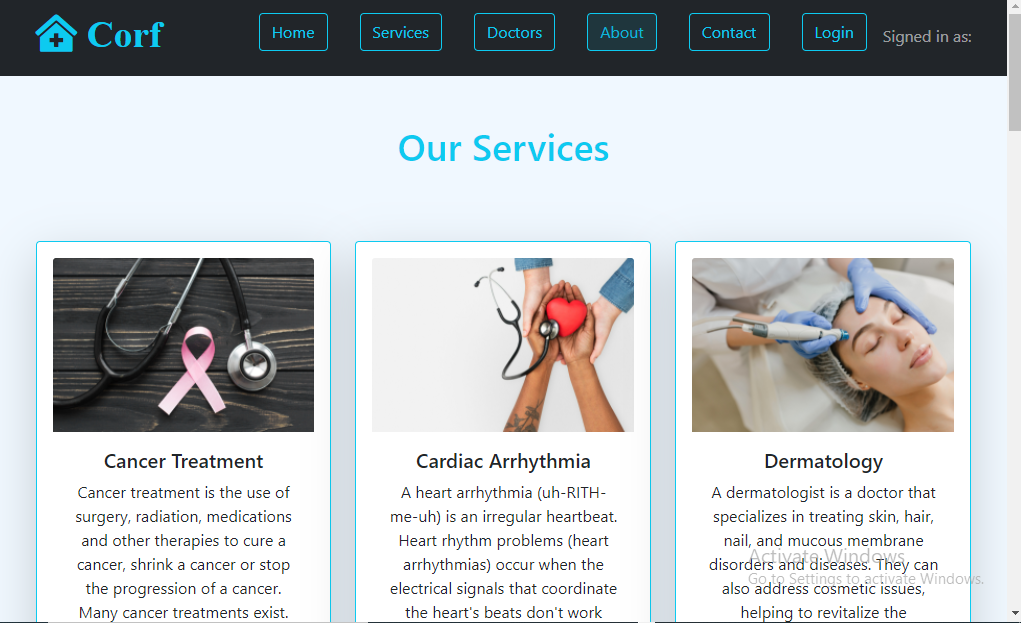 Corf
Home
Services
Doctors
About
Contact
Login
Signed in as:
Our Services
Cancer Treatment
Cancer treatment is the use of
surgery, radiation, medications
and other therapies to cure a
cancer, shrink a cancer or stop
the progression of a cancer.
Many cancer treatments exist.
Cardiac Arrhythmia
A heart arrhythmia (uh-RITH-
me-uh) is an irregular heartbeat.
Heart rhythm problems (heart
arrhythmias) occur when the
electrical signals that coordinate
the heart's beats don't work
Dermatology
A dermatologist is a doctor that
specializes in treating skin, hair,
nail, and mucous membrane
disorders and diseases. They can
also address cosmetic issues,
helping to revitalize the
Activate Windows
Go to Settings to activate Windows.